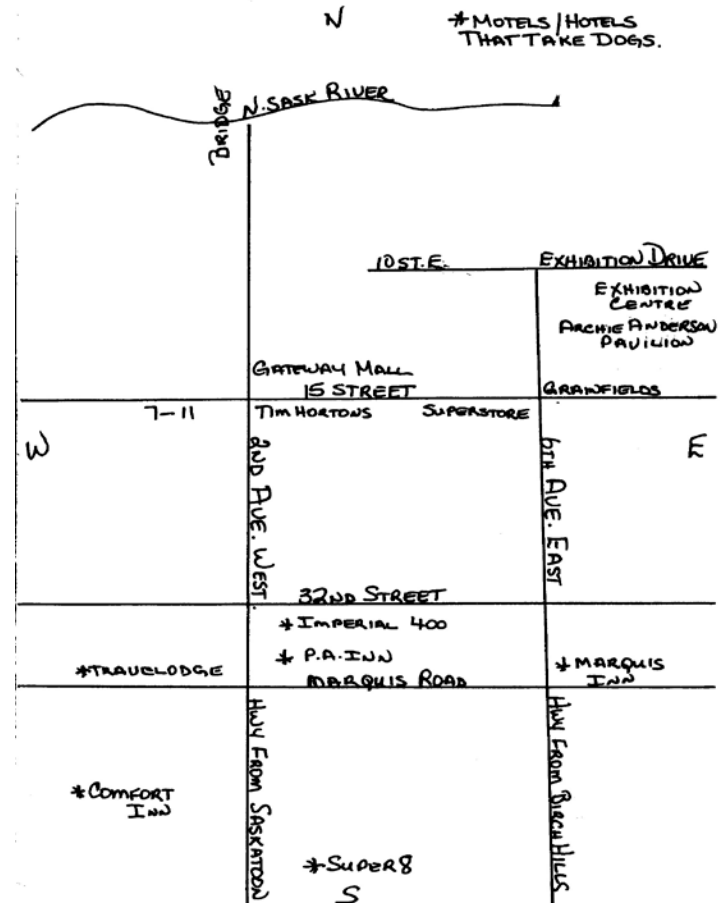 N
*MOTELS/HOTELS
THAT TAKE DOGS.
BRIDGE
N. SASK RIVER
10 ST. E.
EXHIBITION DRIVE
EXHIBITION
CENTRE
ARCHIE ANDERSON
PAVILION
GATEWAY MALL
15 STREET
GRAINFIELDS
7-11
TIM HORTONS
SUPERSTORE
W
E
2ND AVE. WEST.
6TH AVE. EAST
32ND STREET
*IMPERIAL 400
*TRAVELODGE
*P.A. INN
*MARQUIS
INN
MARQUIS ROAD
HWY FROM SASKATOON
HWY FROM BIRCH HILLS
*COMFORT
INN
*SUPER 8
S